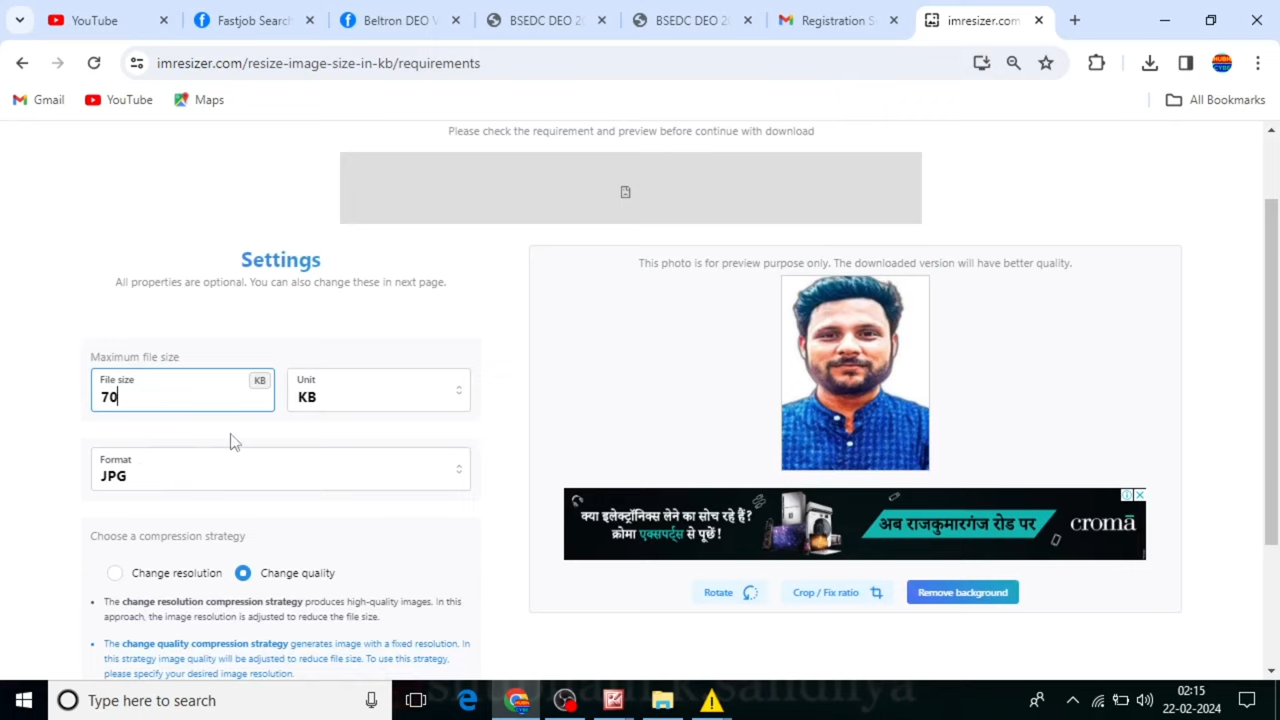 YouTube
Fastjob Search
Beltron DEO V
BSEDC DEO 20
BSEDC DEO 20
Registration S
imresizer.com
imresizer.com/resize-image-size-in-kb/requirements
Gmail
YouTube
Maps
All Bookmarks
Please check the requirement and preview before continue with download
Settings
All properties are optional. You can also change these in next page.
Maximum file size
File size
KB
70
Unit
KB
Format
JPG
Choose a compression strategy
Change resolution
Change quality
The change resolution compression strategy produces high-quality images. In this
approach, the image resolution is adjusted to reduce the file size.
The change quality compression strategy generates image with a fixed resolution. In
this strategy image quality will be adjusted to reduce file size. To use this strategy,
please specify your desired image resolution.
This photo is for preview purpose only. The downloaded version will have better quality.
क्या इलेक्ट्रॉनिक्स लेने का सोच रहे हैं?
क्रोमा एक्सपर्ट्स से पूछें!
अब राजकुमारगंज रोड पर
cromā
Rotate
Crop / Fix ratio
Remove background
Type here to search
02:15
22-02-2024